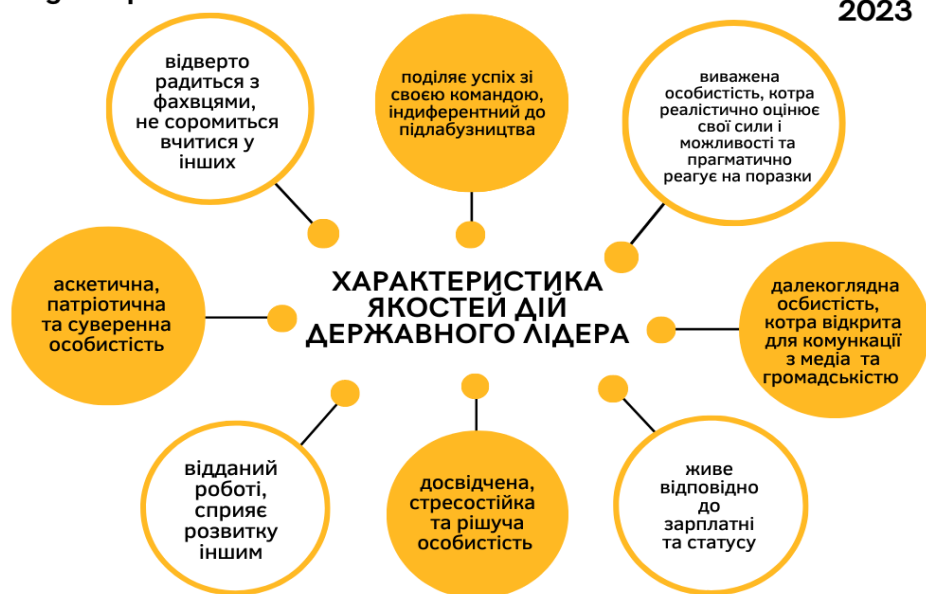 2023
відверто
радиться з
фахвцями,
не соромиться
вчитися у
інших
поділяє успіх зі
своєю командою,
індиферентний до
підлабузництва
виважена
особистість, котра
реалістично оцінює
свої сили і
можливості та
прагматично
реагує на поразки
аскетична,
патріотична
та суверенна
особистість
ХАРАКТЕРИСТИКА
ЯКОСТЕЙ ДІЙ
ДЕРЖАВНОГО ЛІДЕРА
далекоглядна
осбистість,
котра відкрита
для комункації
з медіа та
громадськістю
відданий
роботі,
сприяє
розвитку
іншим
досвідчена,
стресостійка
та рішуча
особистість
живе
відповідно
до
зарплатні
та статусу